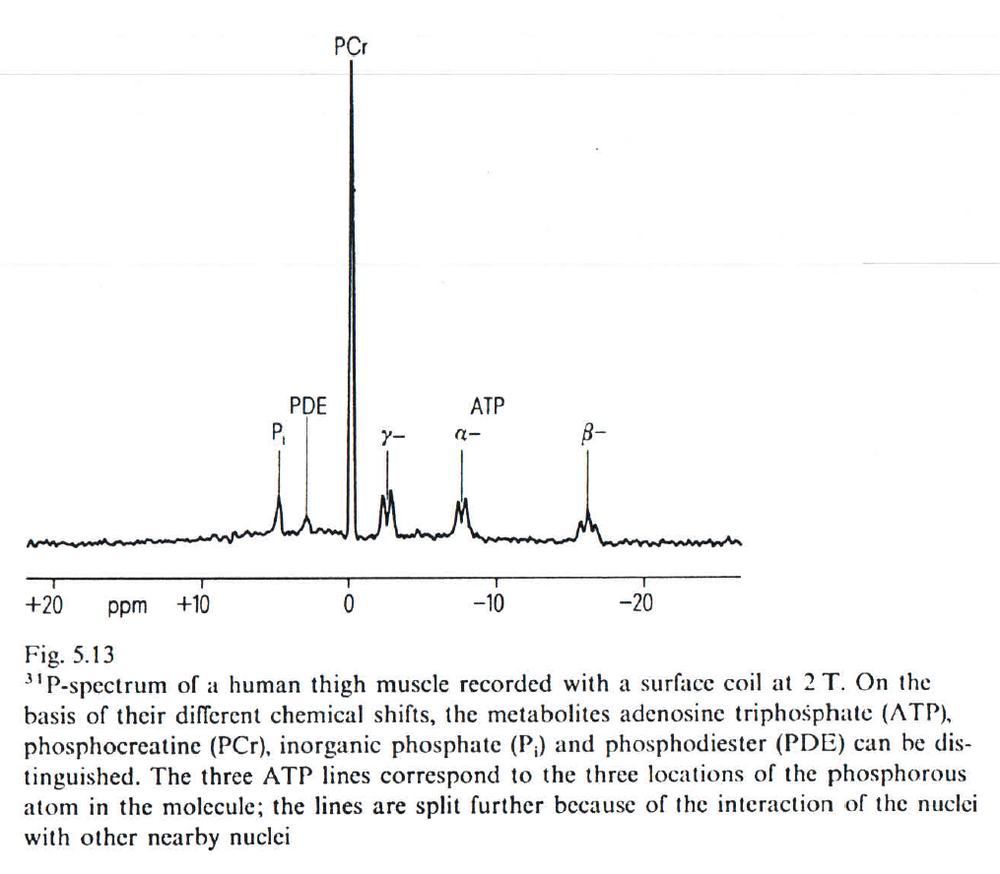 PCr
PDE
ATP
Pi
γ–
α–
β–
+20 ppm +10 0 –10 –20
Fig. 5.13
³¹P-spectrum of a human thigh muscle recorded with a surface coil at 2 T. On the
basis of their different chemical shifts, the metabolites adenosine triphosphate (ATP),
phosphocreatine (PCr), inorganic phosphate (Pi) and phosphodiester (PDE) can be dis-
tinguished. The three ATP lines correspond to the three locations of the phosphorous
atom in the molecule; the lines are split further because of the interaction of the nuclei
with other nearby nuclei